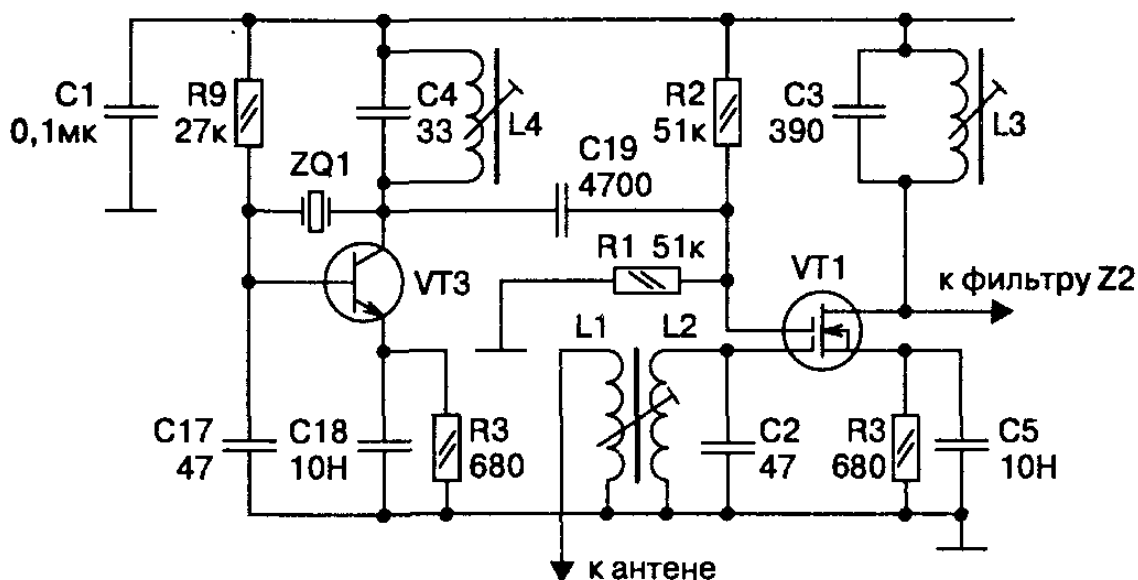 C1
0,1мк
R9
27к
C4
33
L4
R2
51к
C3
390
L3
ZQ1
C19
4700
R1 51к
VT3
VT1
к фильтру Z2
L1
L2
C17
47
C18
10Н
R3
680
C2
47
R3
680
C5
10Н
к антене